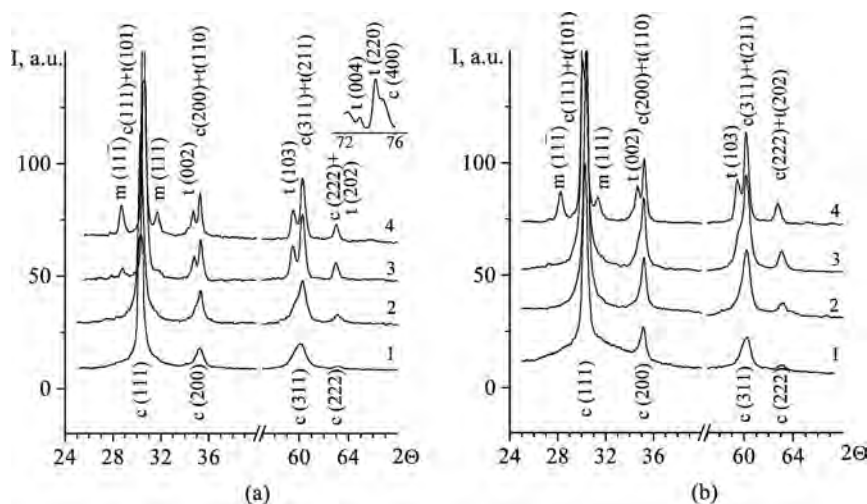 I, a.u.
100
50
0
24
28
32
36
60
64
2Θ
m (11̄1)
c(111)+t(101)
m (111)
t (002)
c(200)+t(110)
t (103)
c(311)+t(211)
c (222)+
t (202)
t (004)
t (220)
c (400)
72
76
4
3
2
1
c (111)
c (200)
c (311)
c (222)
(a)
I, a.u.
100
50
0
24
28
32
36
60
64
2Θ
m (11̄1)
c(111)+t(101)
m (111)
t (002)
c(200)+t(110)
t (103)
c(311)+t(211)
c(222)+t(202)
4
3
2
1
c (111)
c (200)
c (311)
c (222)
(b)